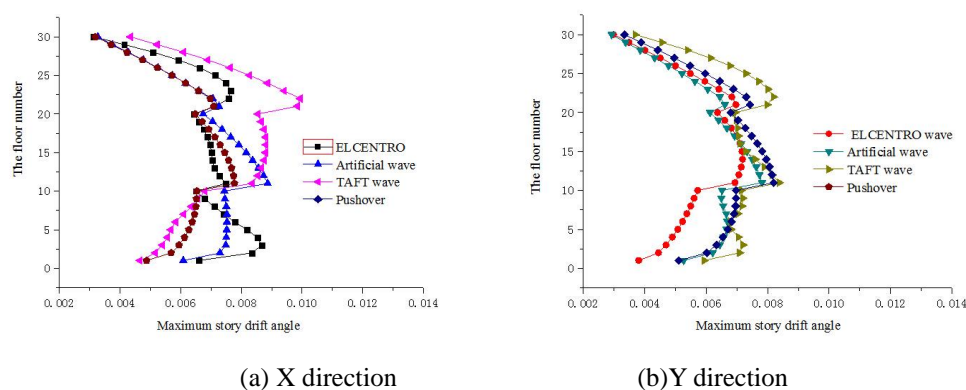 30
25
20
15
10
5
0
The floor number
0.002 0.004 0.006 0.008 0.010 0.012 0.014
Maximum story drift angle
ELCENTRO
Artificial wave
TAFT wave
Pushover
(a) X direction
30
25
20
15
10
5
0
The floor number
0.002 0.004 0.006 0.008 0.010 0.012 0.014
Maximum story drift angle
ELCENTRO wave
Artificial wave
TAFT wave
Pushover
(b)Y direction